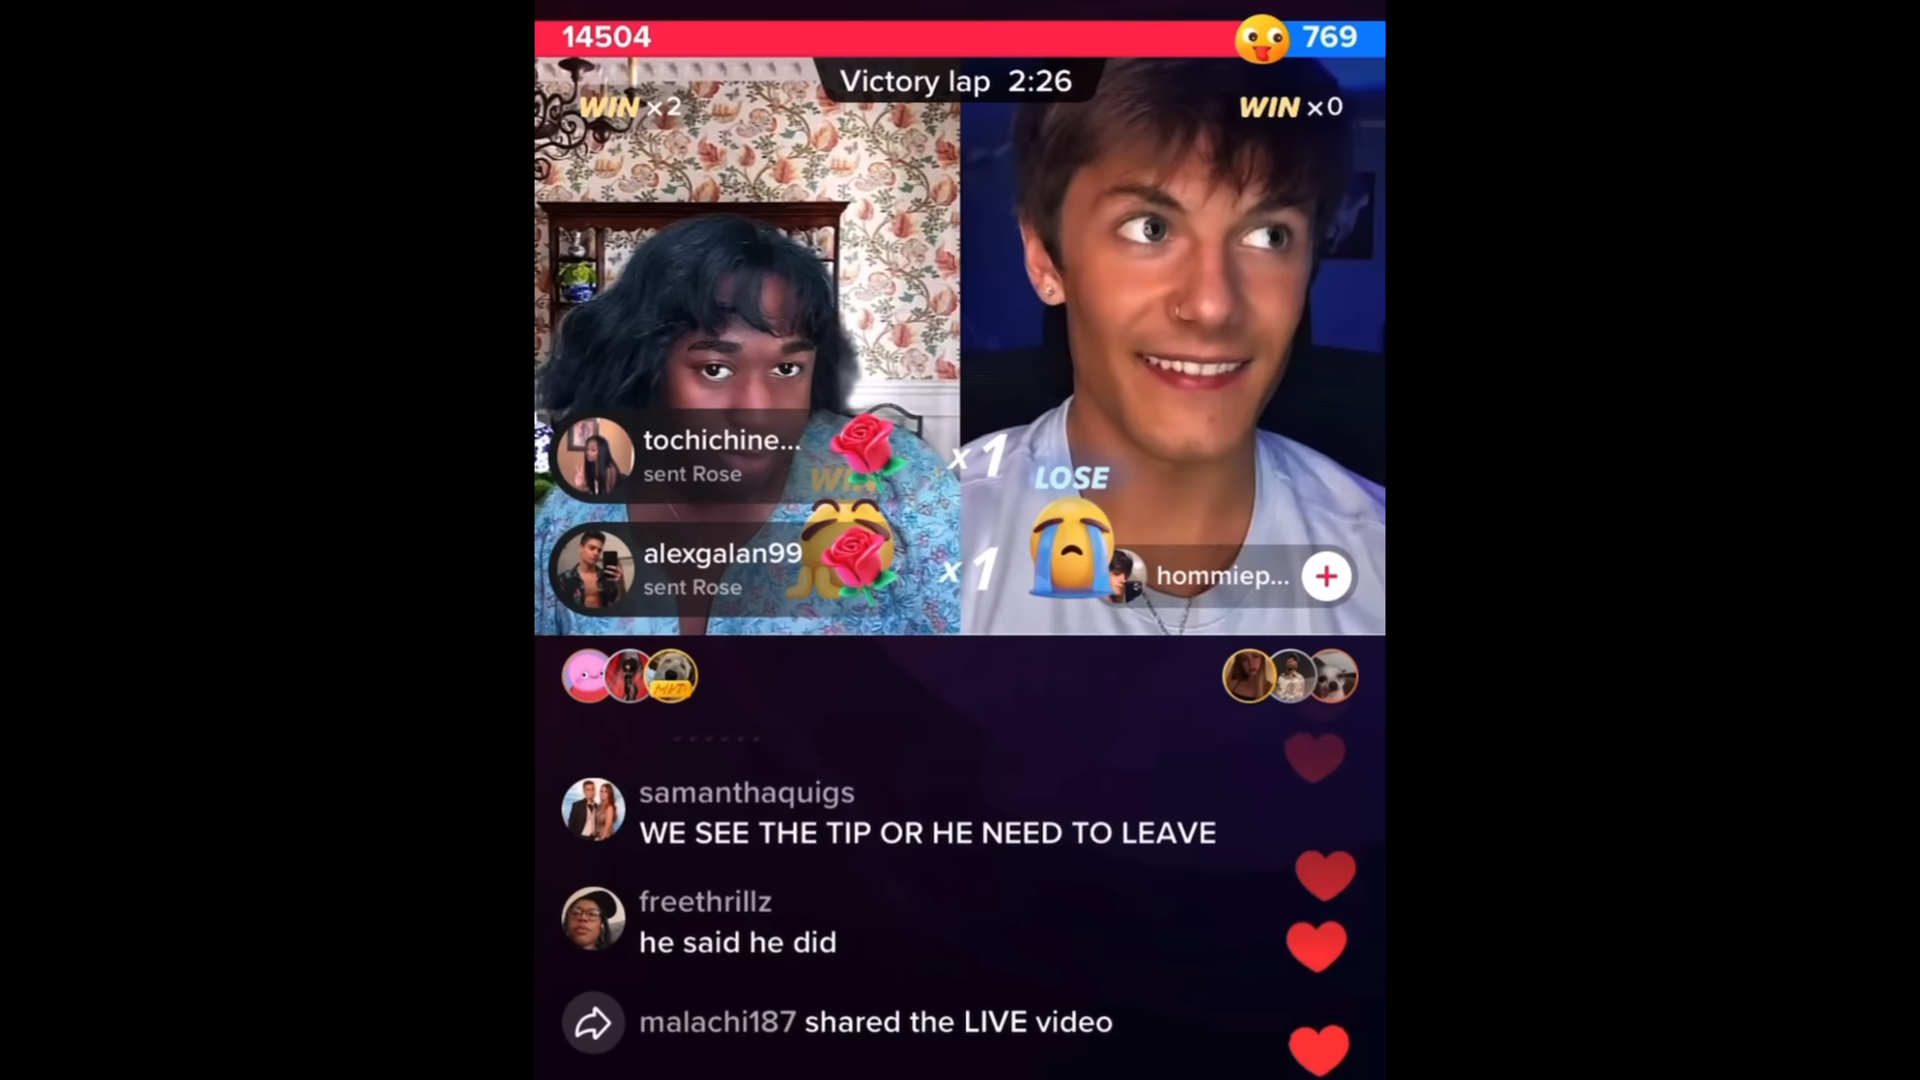 14504
769
Victory lap 2:26
WIN x2
WIN x0
tochichine...
sent Rose
x1
WIN
LOSE
alexgalan99
sent Rose
x1
hommiep...
samanthaquigs
WE SEE THE TIP OR HE NEED TO LEAVE
freethrillz
he said he did
malachi187 shared the LIVE video